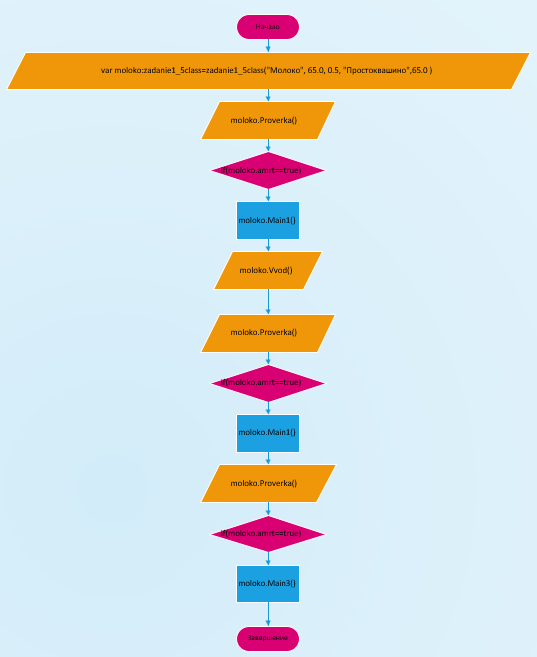 Начало
var moloko:zadanie1_5class=zadanie1_5class("Молоко", 65.0, 0.5, "Простоквашино",65.0 )
moloko.Proverka()
if(moloko.amrt==true)
moloko.Main1()
moloko.Vvod()
moloko.Proverka()
if(moloko.amrt==true)
moloko.Main1()
moloko.Proverka()
if(moloko.amrt==true)
moloko.Main3()
Завершение